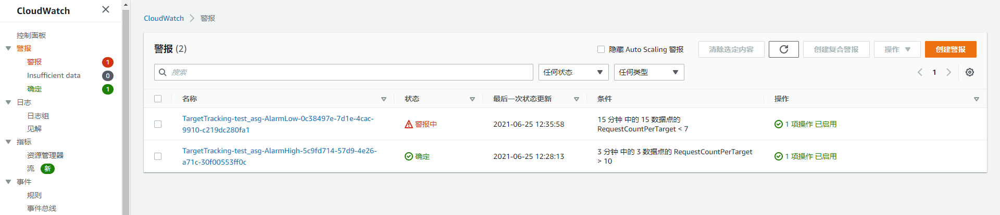 CloudWatch
控制面板
警报
警报 1
Insufficient data 0
确定 1
日志
日志组
见解
指标
资源管理器
流 新
事件
规则
事件总线
CloudWatch 警报
警报 (2)
隐藏 Auto Scaling 警报
清除选定内容
创建复合警报
操作
创建警报
搜索
任何状态
任何类型
1
名称 状态 最后一次状态更新 条件 操作
TargetTracking-test_asg-AlarmLow-0c38497e-7d1e-4cac-
9910-c219dc280fa1
警报中
2021-06-25 12:35:58
15 分钟 中的 15 数据点的
RequestCountPerTarget < 7
1 项操作 已启用
TargetTracking-test_asg-AlarmHigh-5c9fd714-57d9-4e26-
a71c-30f00553ff0c
确定
2021-06-25 12:28:13
3 分钟 中的 3 数据点的 RequestCountPerTarget
> 10
1 项操作 已启用